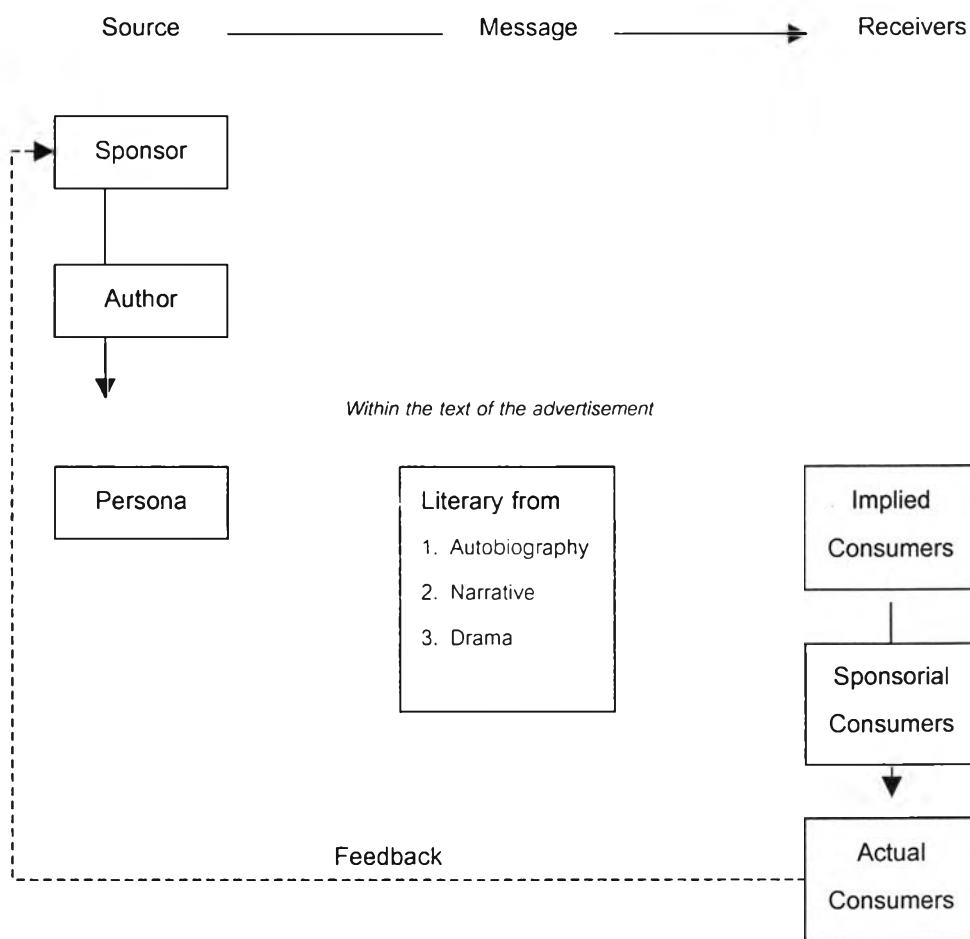 Source Message Receivers
Sponsor
Author
Within the text of the advertisement
Persona
Literary from
1. Autobiography
2. Narrative
3. Drama
Implied
Consumers
Sponsorial
Consumers
Feedback
Actual
Consumers